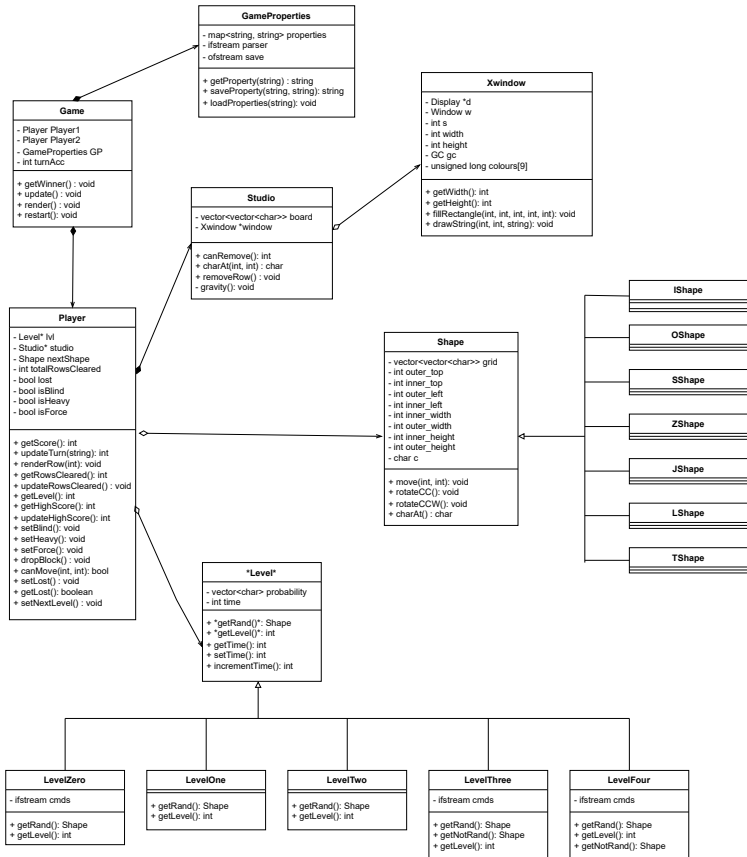 GameProperties
- map<string, string> properties
- ifstream parser
- ofstream save
+ getProperty(string) : string
+ saveProperty(string, string): string
+ loadProperties(string): void
Game
- Player Player1
- Player Player2
- GameProperties GP
- int turnAcc
+ getWinner() : void
+ update() : void
+ render() : void
+ restart(): void
Xwindow
- Display *d
- Window w
- int s
- int width
- int height
- GC gc
- unsigned long colours[9]
+ getWidth(): int
+ getHeight(): int
+ fillRectangle(int, int, int, int, int): void
+ drawString(int, int, string): void
Studio
- vector<vector<char>> board
- Xwindow *window
+ canRemove(): int
+ charAt(int, int) : char
+ removeRow() : void
- gravity(): void
Player
- Level* lvl
- Studio* studio
- Shape nextShape
- int totalRowsCleared
- bool lost
- bool isBlind
- bool isHeavy
- bool isForce
+ getScore(): int
+ updateTurn(string): int
+ renderRow(int): void
+ getRowsCleared(): int
+ updateRowsCleared() : void
+ getLevel(): int
+ getHighScore(): int
+ updateHighScore(): int
+ setBlind(): void
+ setHeavy(): void
+ setForce(): void
+ dropBlock() : void
+ canMove(int, int): bool
+ setLost() : void
+ getLost(): boolean
+ setNextLevel() : void
Shape
- vector<vector<char>> grid
- int outer_top
- int inner_top
- int outer_left
- int inner_left
- int inner_width
- int outer_width
- int inner_height
- int outer_height
- char c
+ move(int, int): void
+ rotateCC(): void
+ rotateCCW(): void
+ charAt() : char
IShape
OShape
SShape
ZShape
JShape
LShape
TShape
*Level*
- vector<char> probability
- int time
+ *getRand()*: Shape
+ *getLevel()*: int
+ getTime(): int
+ setTime(): int
+ incrementTime(): int
LevelZero
- ifstream cmds
+ getRand(): Shape
+ getLevel(): int
LevelOne
+ getRand(): Shape
+ getLevel(): int
LevelTwo
+ getRand(): Shape
+ getLevel(): int
LevelThree
- ifstream cmds
+ getRand(): Shape
+ getNotRand(): Shape
+ getLevel(): int
LevelFour
- ifstream cmds
+ getRand(): Shape
+ getLevel(): int
+ getNotRand(): Shape